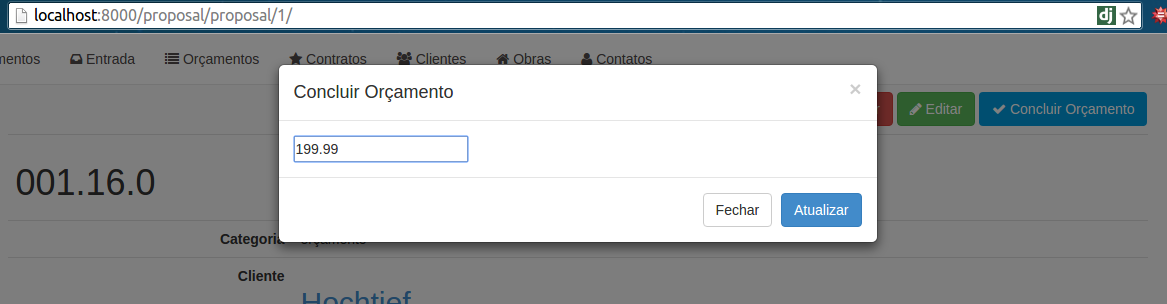 localhost:8000/proposal/proposal/1/
dj
mentos Entrada Orçamentos Contratos Clientes Obras Contatos
Concluir Orçamento ×
Editar Concluir Orçamento
199.99
001.16.0
Fechar Atualizar
Categoria orçamento
Cliente
Hochtief